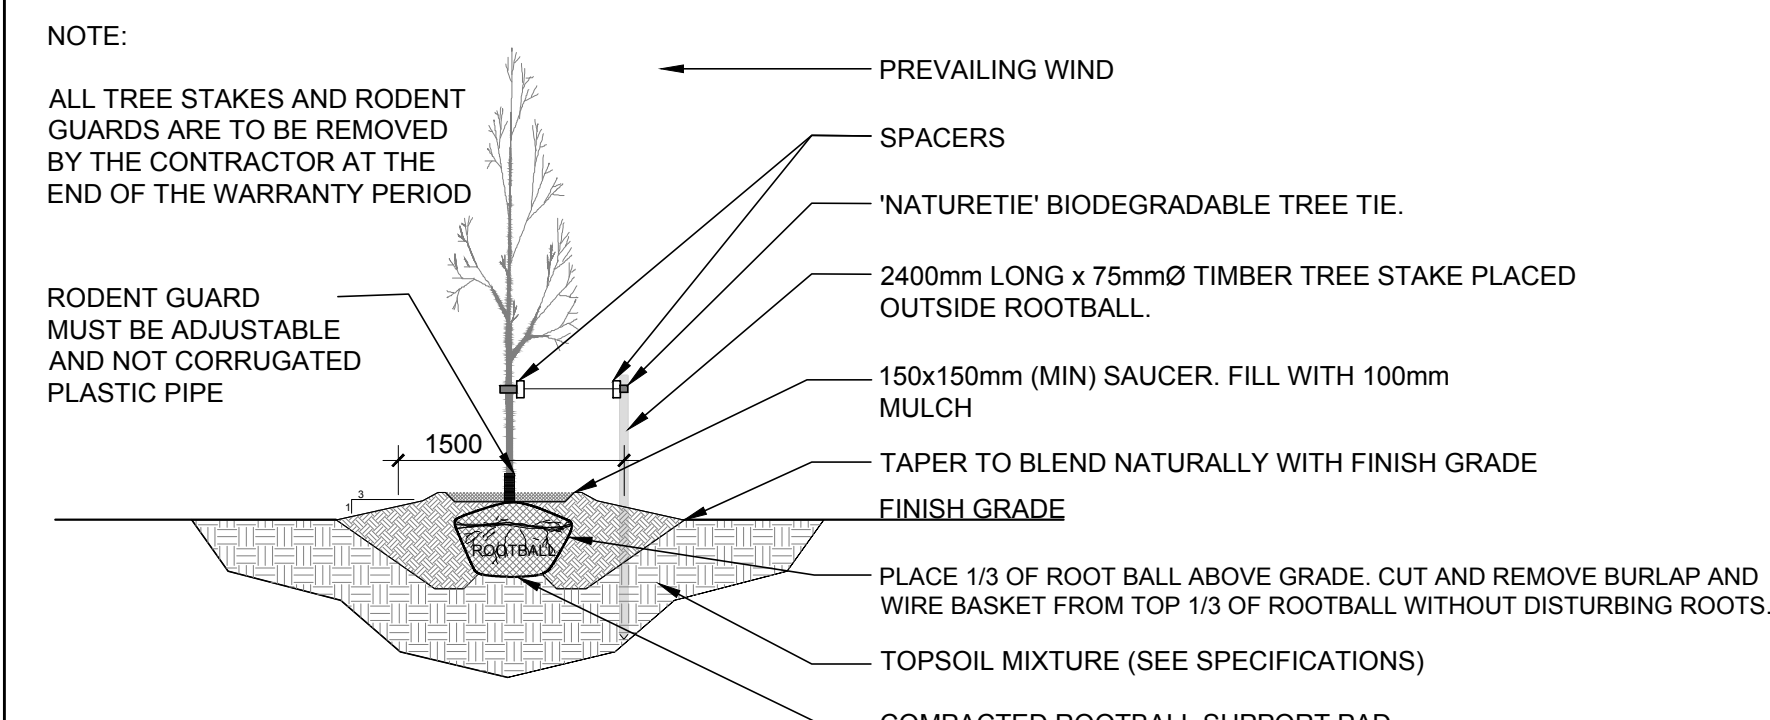 NOTE:
ALL TREE STAKES AND RODENT
GUARDS ARE TO BE REMOVED
BY THE CONTRACTOR AT THE
END OF THE WARRANTY PERIOD
RODENT GUARD
MUST BE ADJUSTABLE
AND NOT CORRUGATED
PLASTIC PIPE
1500
3
1
ROOTBALL
PREVAILING WIND
SPACERS
'NATURETIE' BIODEGRADABLE TREE TIE.
2400mm LONG x 75mmØ TIMBER TREE STAKE PLACED
OUTSIDE ROOTBALL.
150x150mm (MIN) SAUCER. FILL WITH 100mm
MULCH
TAPER TO BLEND NATURALLY WITH FINISH GRADE
FINISH GRADE
PLACE 1/3 OF ROOT BALL ABOVE GRADE. CUT AND REMOVE BURLAP AND
WIRE BASKET FROM TOP 1/3 OF ROOTBALL WITHOUT DISTURBING ROOTS.
TOPSOIL MIXTURE (SEE SPECIFICATIONS)
COMPACTED ROOTBALL SUPPORT PAD